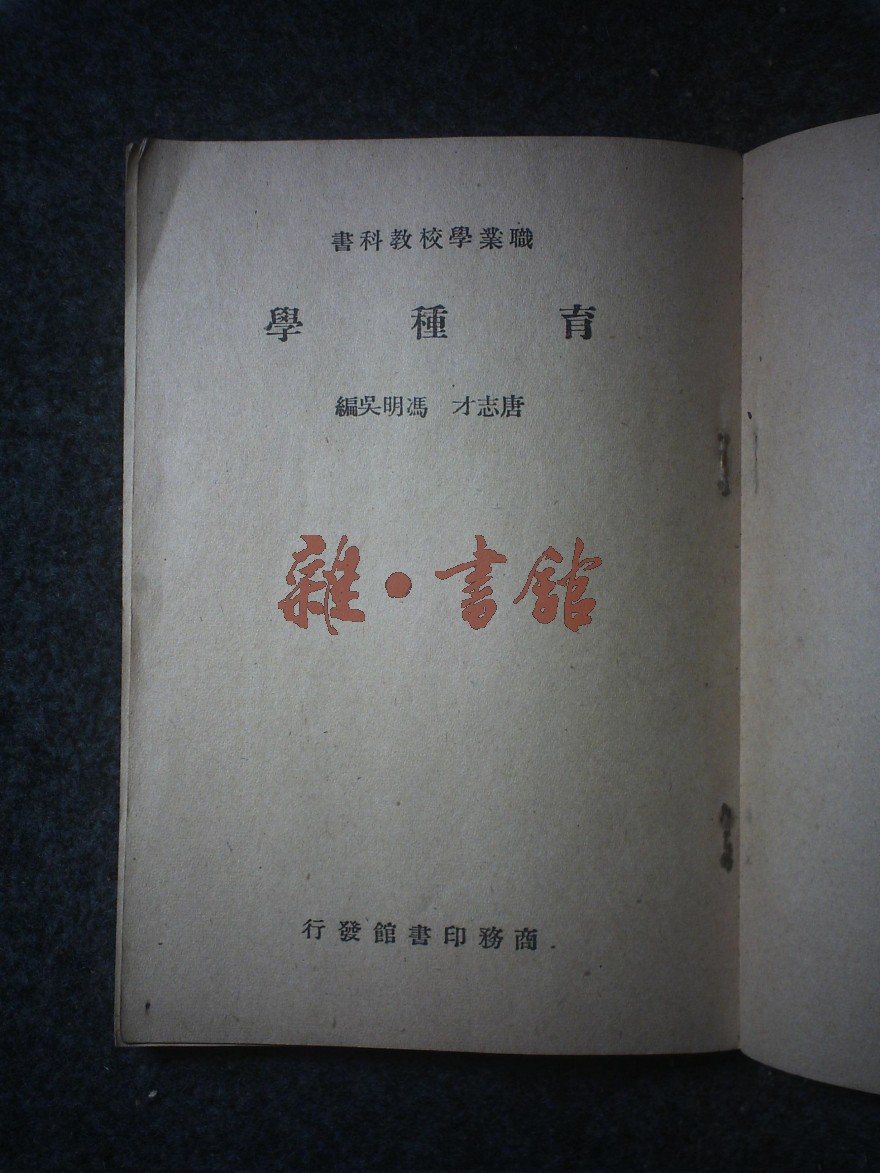 職業學校教科書
育種學
唐志才 馮明吳編
雜·書館
商務印書館發行